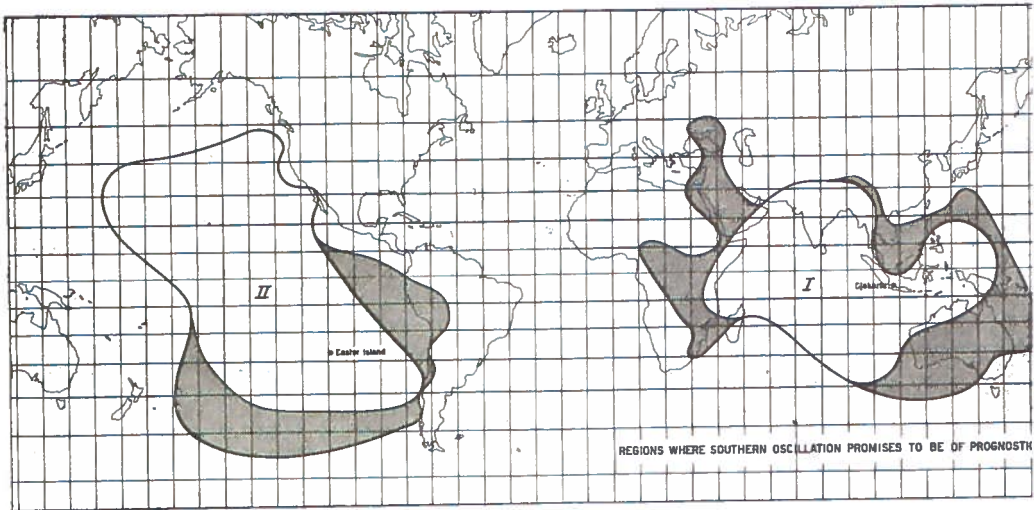 II
Easter Island
I
Djakarta
REGIONS WHERE SOUTHERN OSCILLATION PROMISES TO BE OF PROGNOSTI